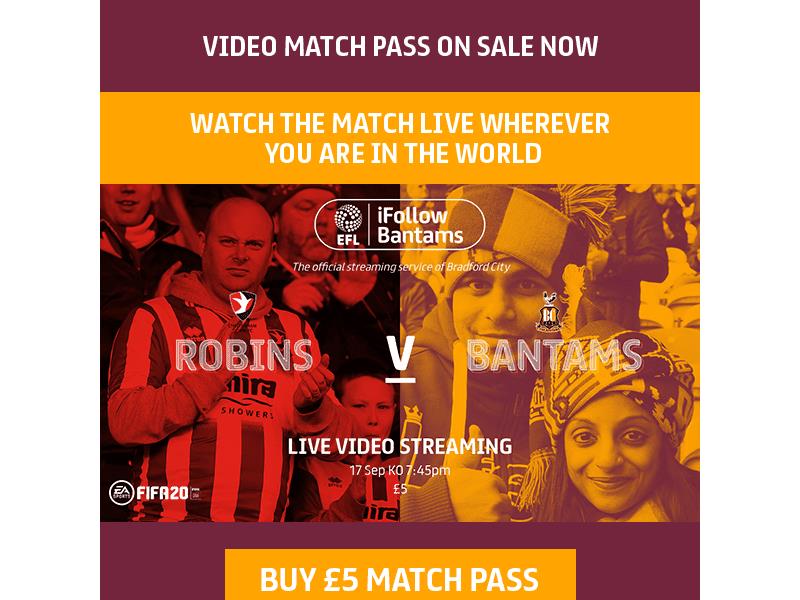 VIDEO MATCH PASS ON SALE NOW
WATCH THE MATCH LIVE WHEREVER
YOU ARE IN THE WORLD
EFL
iFollow
Bantams
The official streaming service of Bradford City
ROBINS
V
BANTAMS
mira
SHOWERS
LIVE VIDEO STREAMING
17 Sep KO 7:45pm
£5
EA
SPORTS
FIFA20
BUY £5 MATCH PASS